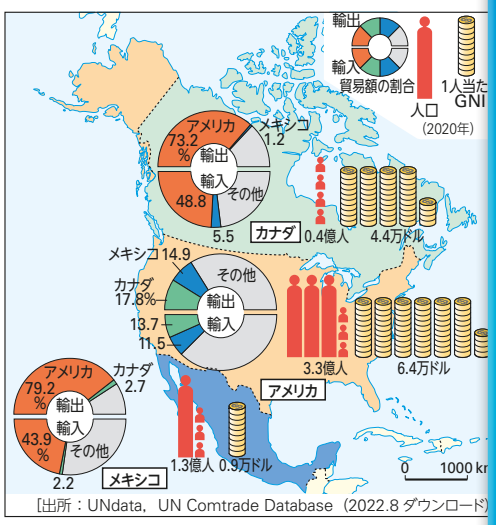 輸出
輸入
貿易額の割合
人口
1人当た
GNI
(2020年)
アメリカ
73.2
%
メキシコ
1.2
輸出
輸入
48.8
その他
5.5
カナダ
0.4億人
4.4万ドル
メキシコ 14.9
カナダ
17.8%
その他
輸出
輸入
13.7
11.5
3.3億人
6.4万ドル
アメリカ
アメリカ
79.2
%
カナダ
2.7
輸出
輸入
43.9
%
その他
2.2
メキシコ
1.3億人
0.9万ドル
0 1000 km
[出所：UNdata, UN Comtrade Database (2022.8 ダウンロード)